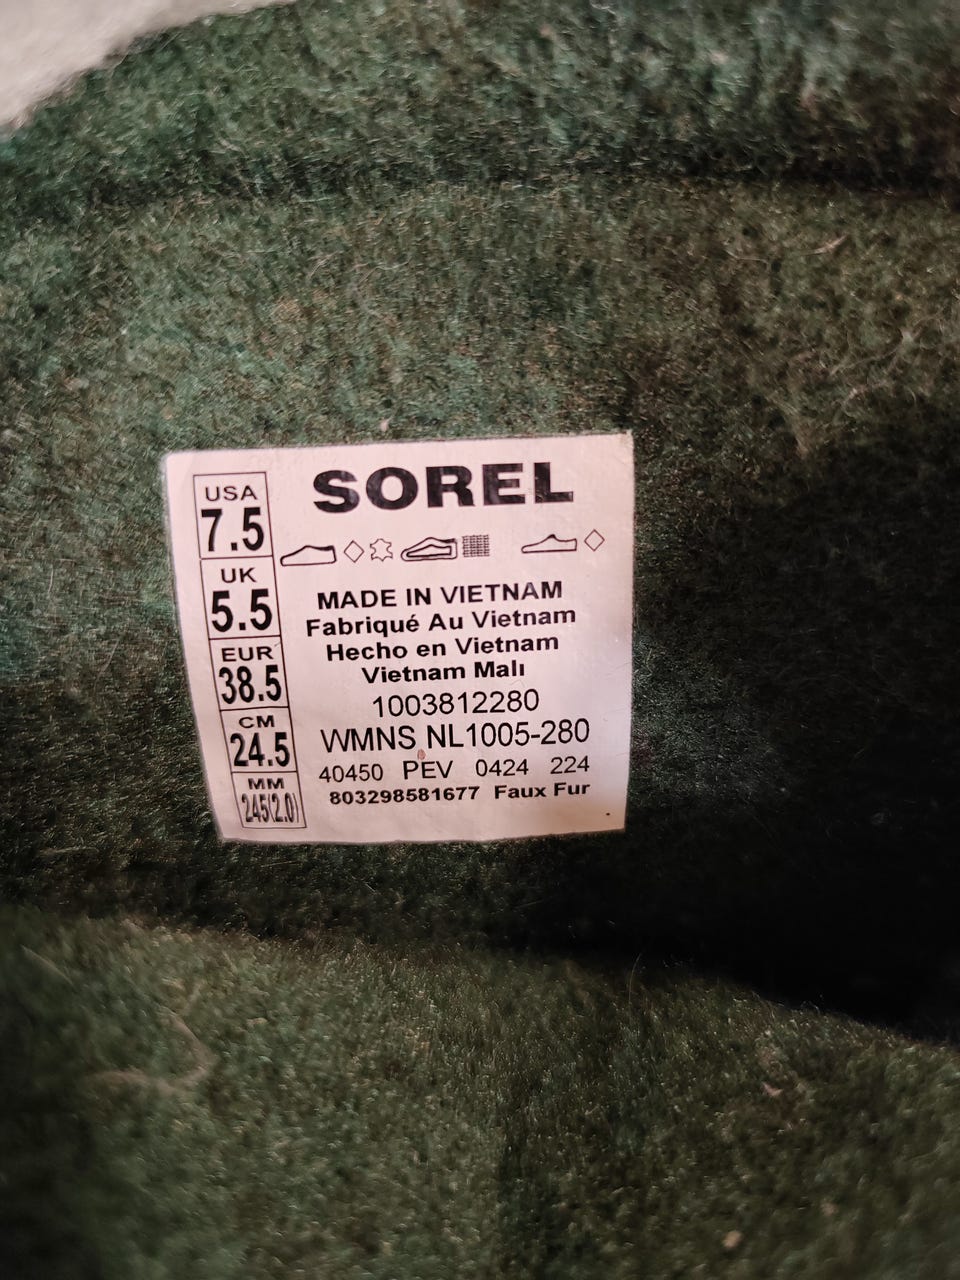 SOREL
USA
7.5
UK
5.5
EUR
38.5
CM
24.5
MM
245(2.0)
MADE IN VIETNAM
Fabriqué Au Vietnam
Hecho en Vietnam
Vietnam Malı
1003812280
WMNS NL1005-280
40450 PEV 0424 224
803298581677 Faux Fur